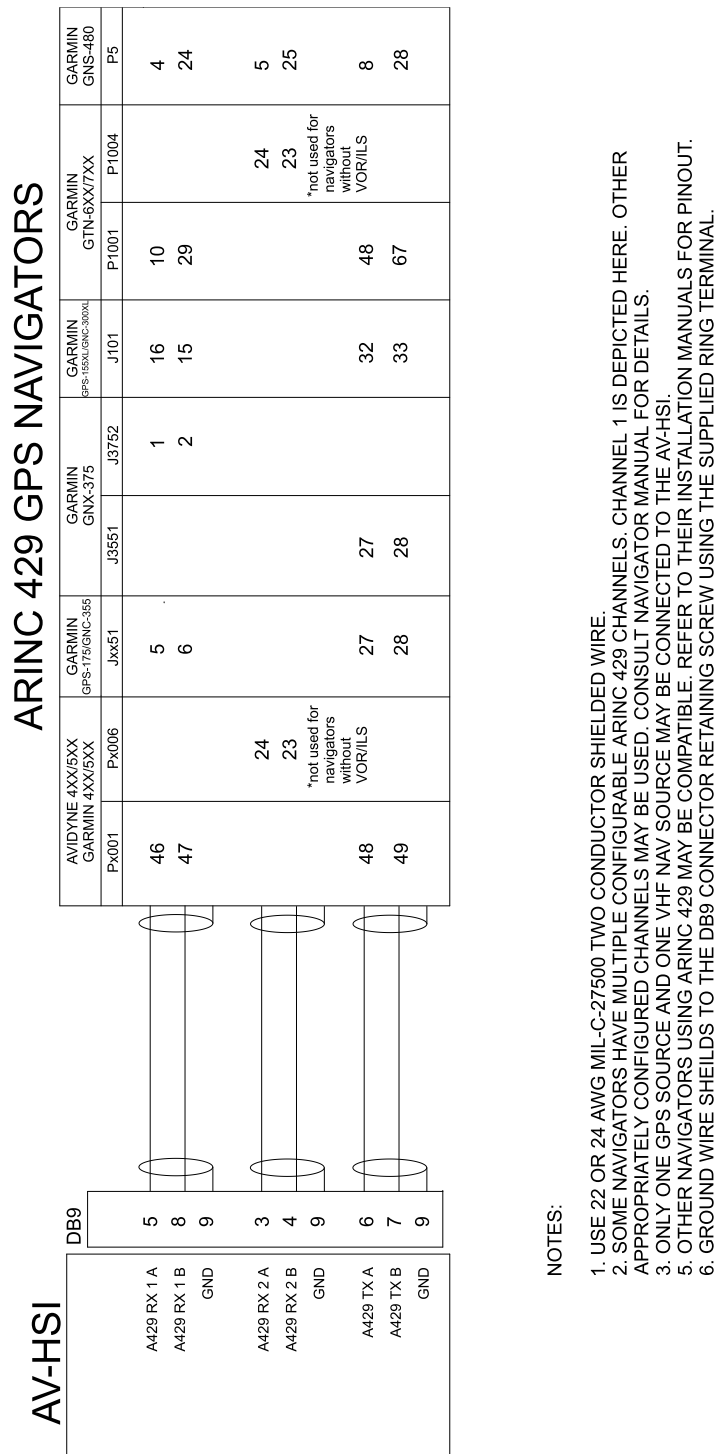 ARINC 429 GPS NAVIGATORS
AV-HSI
DB9
AVIDYNE 4XX/5XX
GARMIN 4XX/5XX
GARMIN
GPS-175/GNC-355
GARMIN
GNX-375
GARMIN
GPS-155XL/GNC-300XL
GARMIN
GTN-6XX/7XX
GARMIN
GNS-480
Px001 Px006 Jxx51 J3551 J3752 J101 P1001 P1004 P5
A429 RX 1 A 5 46 5 1 16 10 4
A429 RX 1 B 8 47 6 2 15 29 24
GND 9
A429 RX 2 A 3 24 24 5
A429 RX 2 B 4 23 23 25
GND 9
*not used for
navigators
without
VOR/ILS
*not used for
navigators
without
VOR/ILS
A429 TX A 6 48 27 27 32 48 8
A429 TX B 7 49 28 28 33 67 28
GND 9
NOTES:
1. USE 22 OR 24 AWG MIL-C-27500 TWO CONDUCTOR SHIELDED WIRE.
2. SOME NAVIGATORS HAVE MULTIPLE CONFIGURABLE ARINC 429 CHANNELS. CHANNEL 1 IS DEPICTED HERE. OTHER
APPROPRIATELY CONFIGURED CHANNELS MAY BE USED. CONSULT NAVIGATOR MANUAL FOR DETAILS.
3. ONLY ONE GPS SOURCE AND ONE VHF NAV SOURCE MAY BE CONNECTED TO THE AV-HSI.
5. OTHER NAVIGATORS USING ARINC 429 MAY BE COMPATIBLE. REFER TO THEIR INSTALLATION MANUALS FOR PINOUT.
6. GROUND WIRE SHEILDS TO THE DB9 CONNECTOR RETAINING SCREW USING THE SUPPLIED RING TERMINAL.